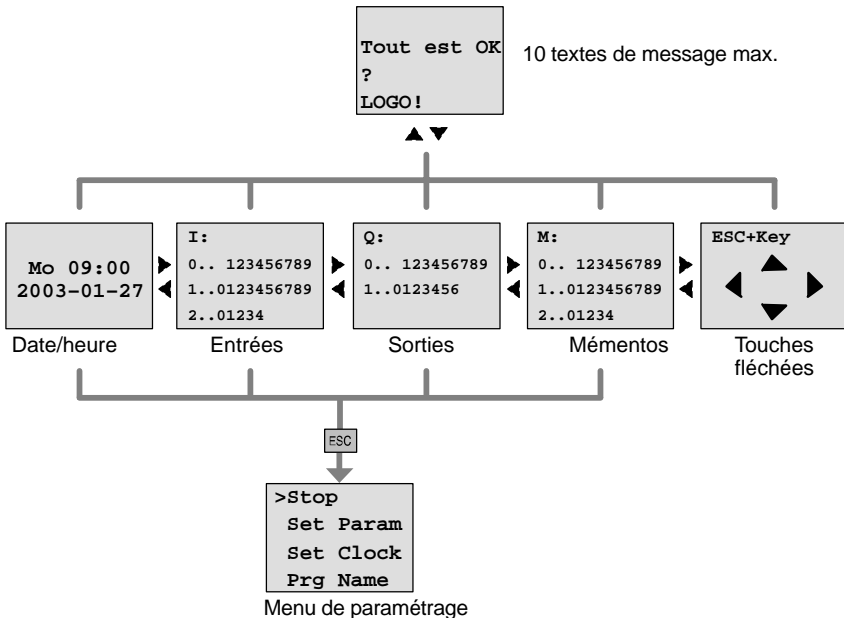 Tout est OK
?
LOGO!
10 textes de message max.
Mo 09:00
2003-01-27
I:
0.. 123456789
1..0123456789
2..01234
Q:
0.. 123456789
1..0123456
M:
0.. 123456789
1..0123456789
2..01234
ESC+Key
Date/heure
Entrées
Sorties
Mémentos
Touches
fléchées
ESC
>Stop
Set Param
Set Clock
Prg Name
Menu de paramétrage